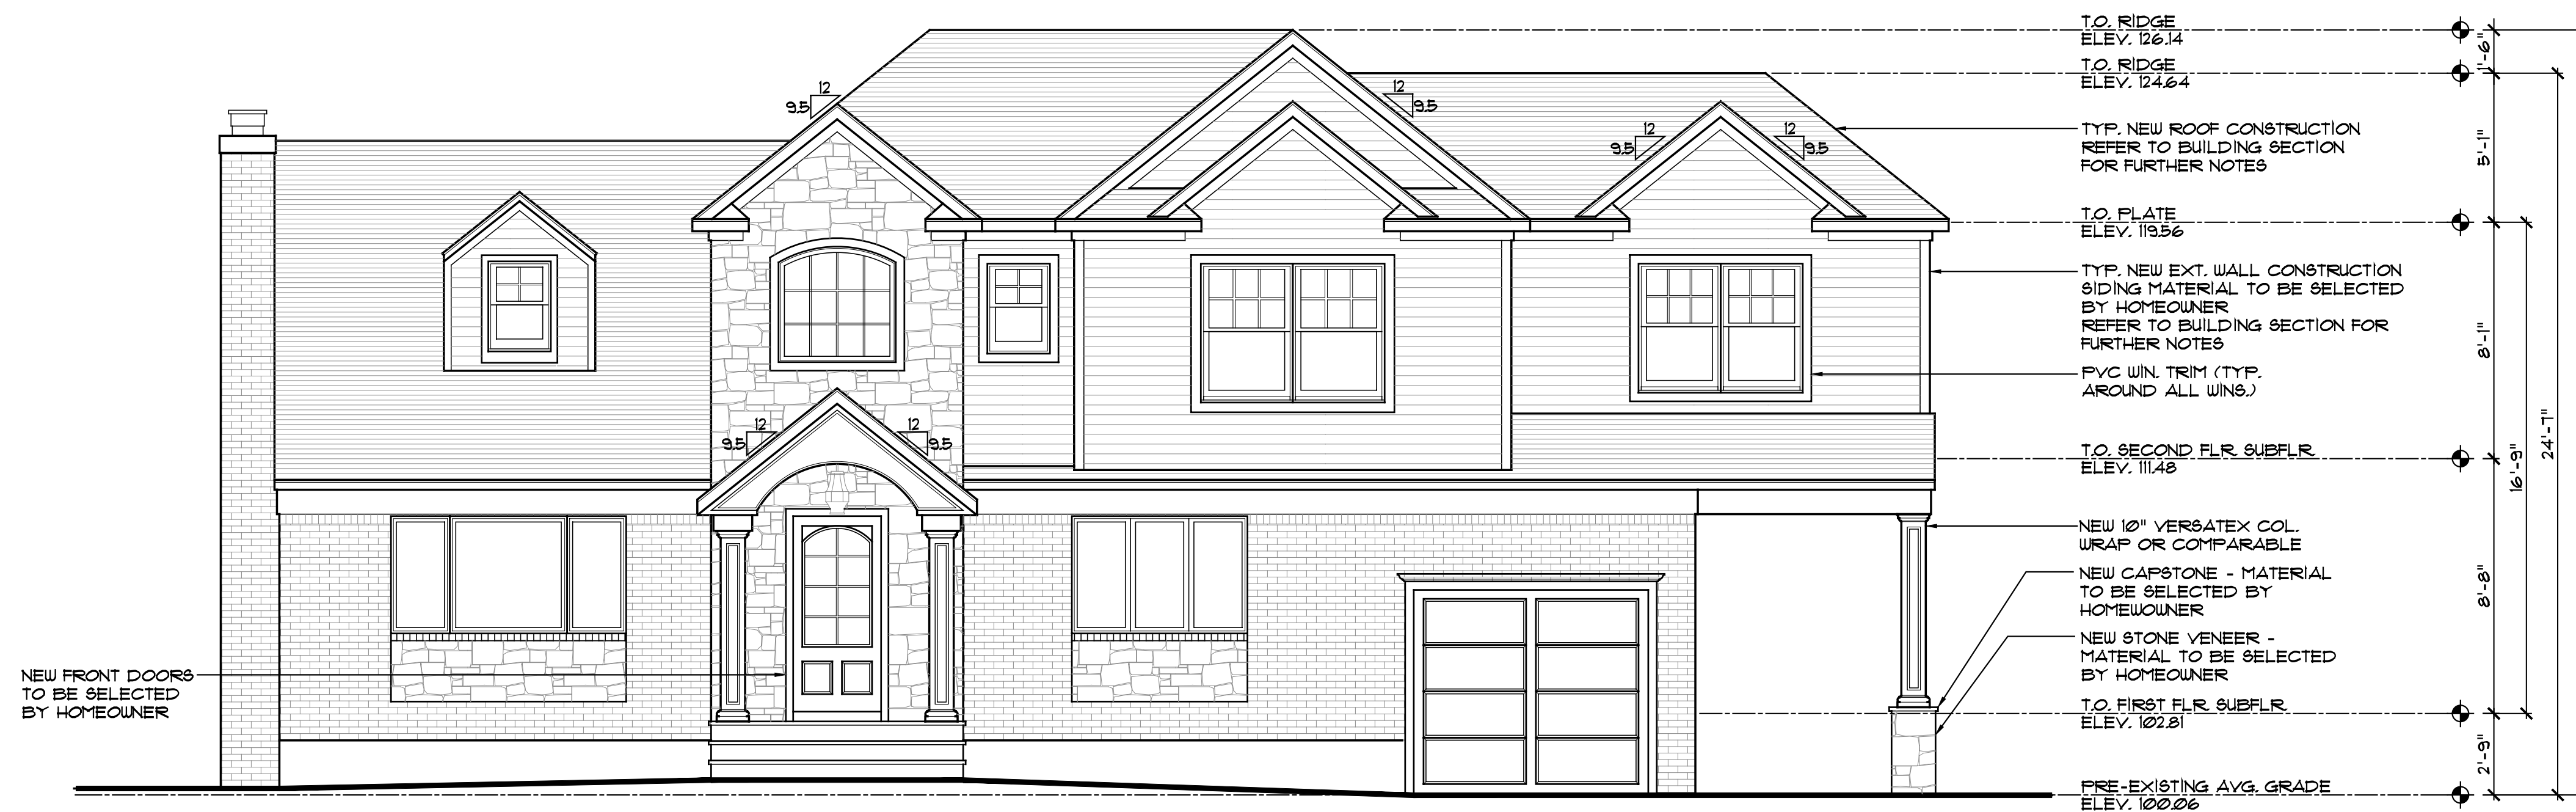 T.O. RIDGE
ELEV. 126.14
1'-6"
T.O. RIDGE
ELEV. 124.64
12
9.5
12
9.5
12
9.5
12
9.5
TYP. NEW ROOF CONSTRUCTION
REFER TO BUILDING SECTION
FOR FURTHER NOTES
5'-1"
T.O. PLATE
ELEV. 119.56
TYP. NEW EXT. WALL CONSTRUCTION
SIDING MATERIAL TO BE SELECTED
BY HOMEOWNER
REFER TO BUILDING SECTION FOR
FURTHER NOTES
8'-1"
PVC WIN. TRIM (TYP.
AROUND ALL WINS.)
24'-7"
12
9.5
12
9.5
T.O. SECOND FLR. SUBFLR.
ELEV. 111.48
16'-9"
NEW 10" VERSATEX COL.
WRAP OR COMPARABLE
NEW CAPSTONE - MATERIAL
TO BE SELECTED BY
HOMEWOWNER
8'-8"
NEW STONE VENEER -
MATERIAL TO BE SELECTED
BY HOMEOWNER
NEW FRONT DOORS
TO BE SELECTED
BY HOMEOWNER
T.O. FIRST FLR. SUBFLR.
ELEV. 102.81
2'-9"
PRE-EXISTING AVG. GRADE
ELEV. 100.06